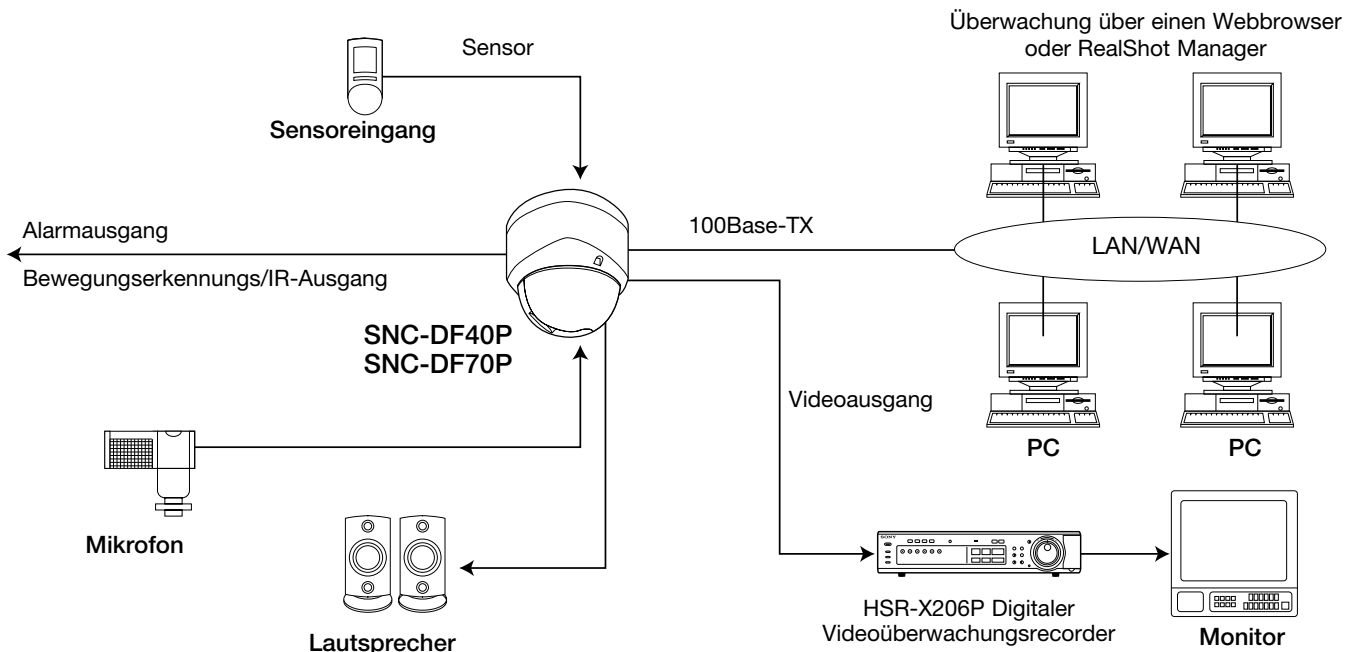 Überwachung über einen Webbrowser
oder RealShot Manager
Sensor
Sensoreingang
Alarmausgang
Bewegungserkennungs/IR-Ausgang
100Base-TX
LAN/WAN
SNC-DF40P
SNC-DF70P
Videoausgang
PC
PC
Mikrofon
Lautsprecher
SONY
HSR-X206P Digitaler
Videoüberwachungsrecorder
Monitor